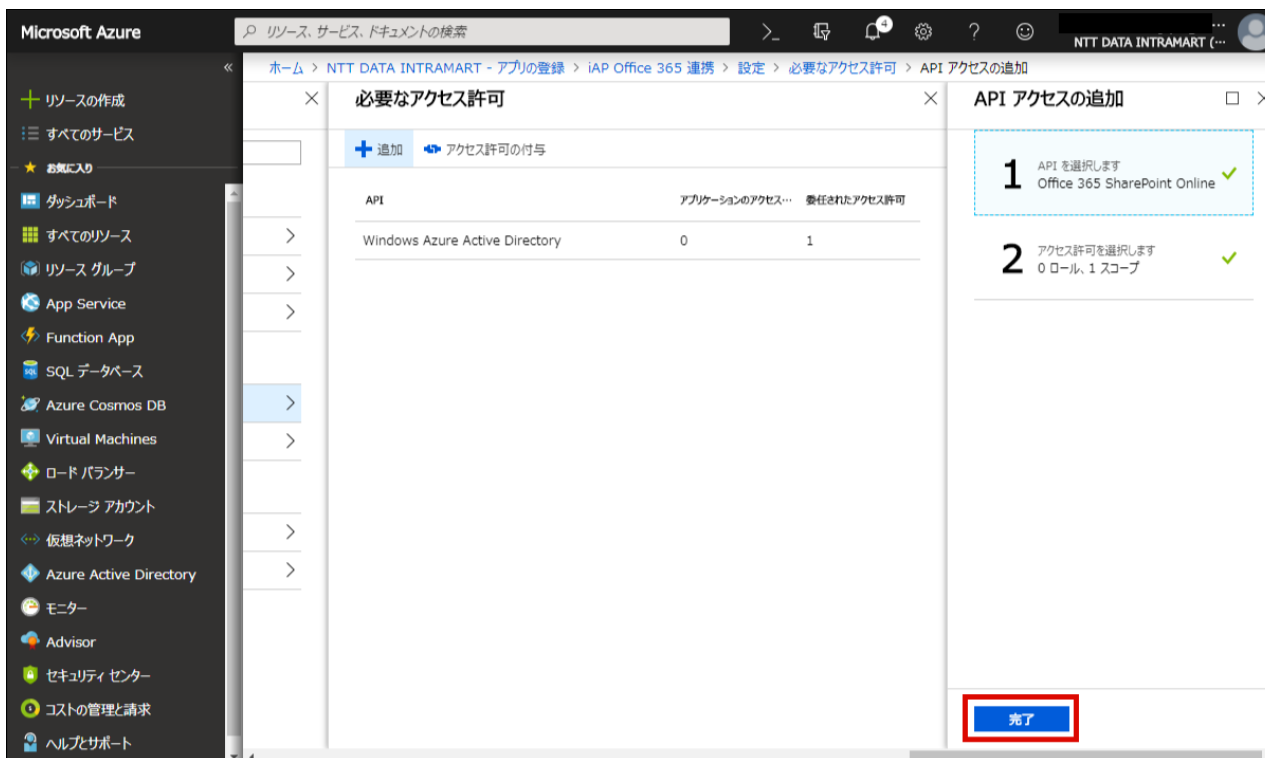 Microsoft Azure
リソース、サービス、ドキュメントの検索
4
NTT DATA INTRAMART (…
ホーム > NTT DATA INTRAMART - アプリの登録 > iAP Office 365 連携 > 設定 > 必要なアクセス許可 > API アクセスの追加
リソースの作成
すべてのサービス
お気に入り
ダッシュボード
すべてのリソース
リソース グループ
App Service
Function App
SQL データベース
Azure Cosmos DB
Virtual Machines
ロード バランサー
ストレージ アカウント
仮想ネットワーク
Azure Active Directory
モニター
Advisor
セキュリティ センター
コストの管理と請求
ヘルプとサポート
必要なアクセス許可
追加 アクセス許可の付与
API アプリケーションのアクセス… 委任されたアクセス許可
Windows Azure Active Directory 0 1
API アクセスの追加
1 API を選択します
Office 365 SharePoint Online
2 アクセス許可を選択します
0 ロール、1 スコープ
完了